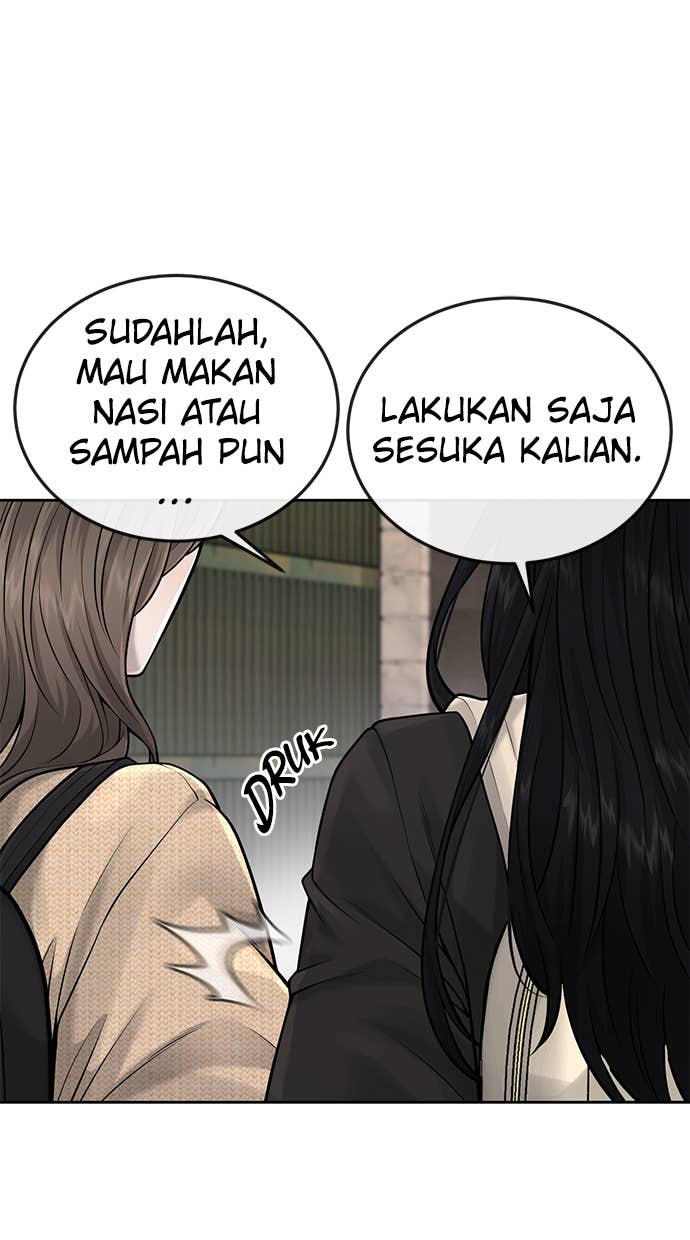 SUDAHLAH,
MAU MAKAN
NASI ATAU
SAMPAH PUN
...
LAKUKAN SAJA
SESUKA KALIAN.
DRUK